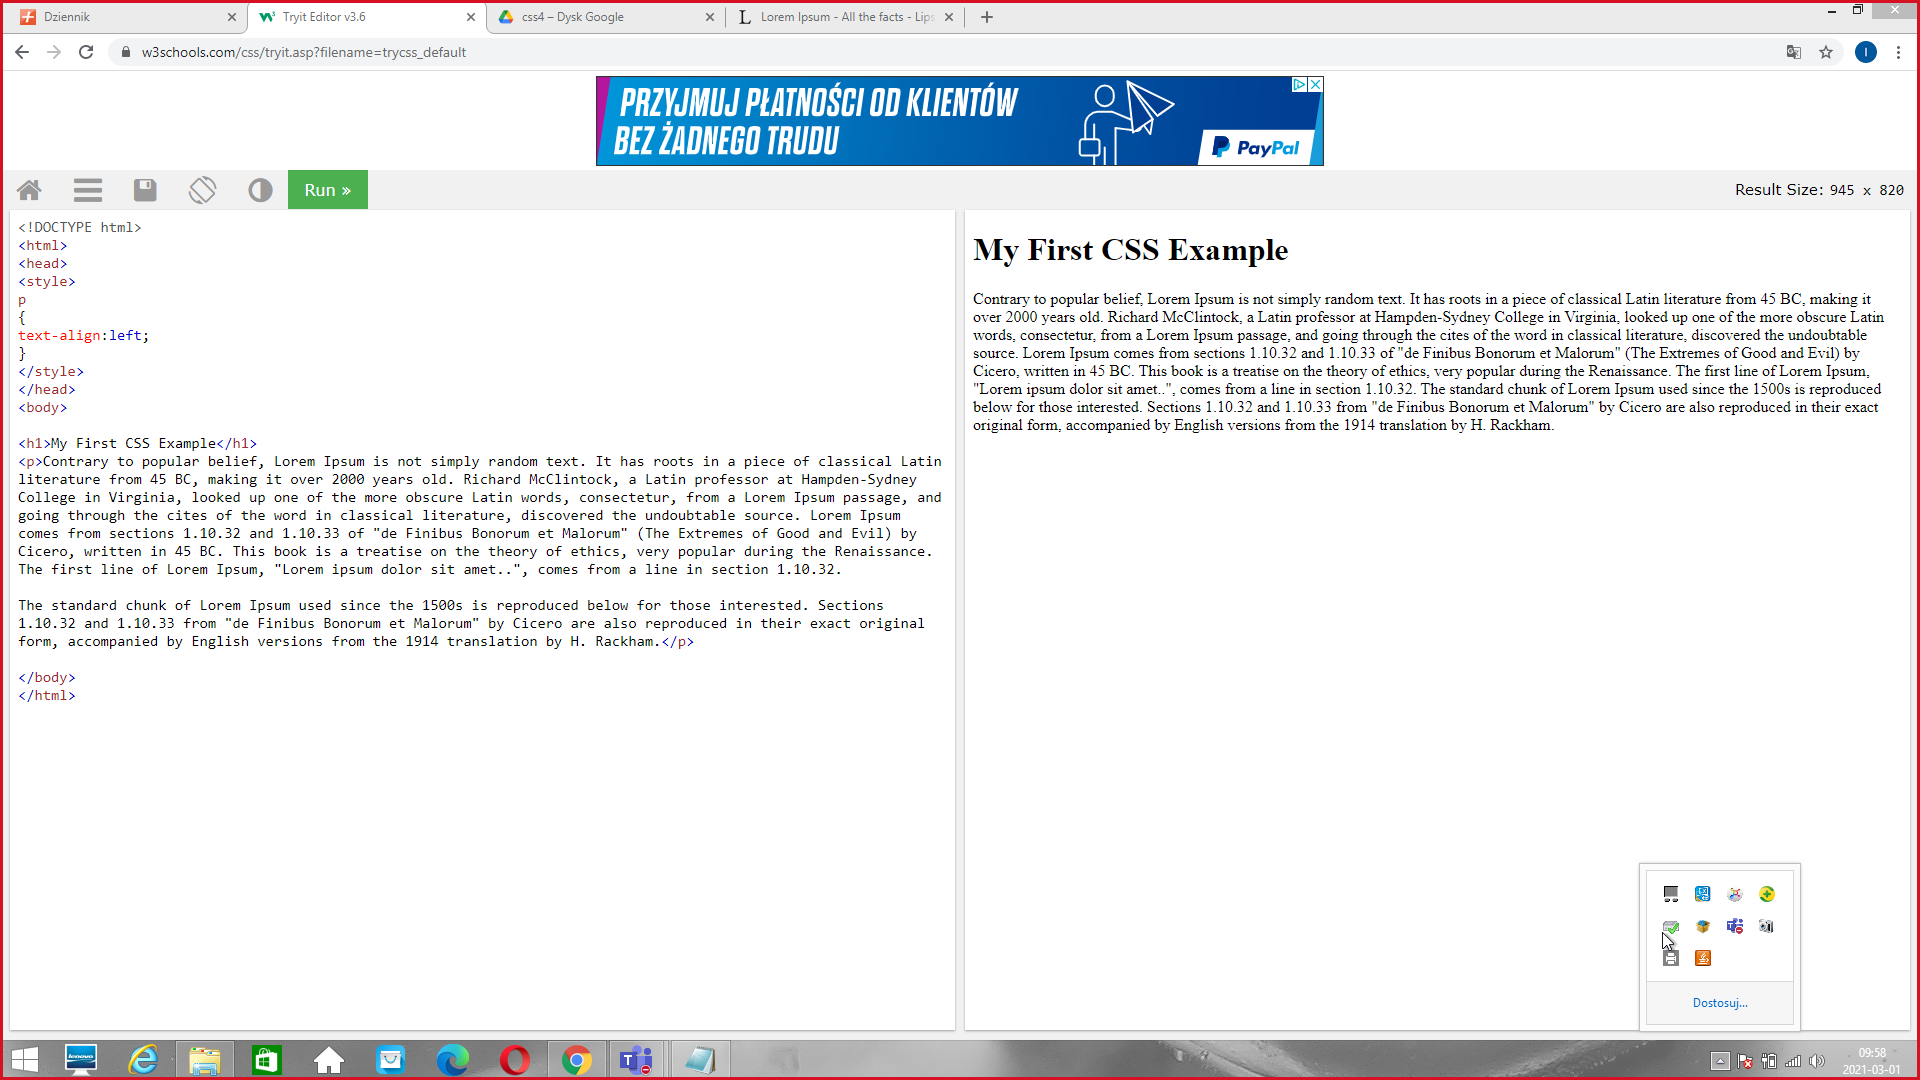 Dziennik
Tryit Editor v3.6
css4 – Dysk Google
Lorem Ipsum - All the facts - Lips
w3schools.com/css/tryit.asp?filename=trycss_default
I
PRZYJMUJ PŁATNOŚCI OD KLIENTÓW
BEZ ŻADNEGO TRUDU
PayPal
Run »
Result Size: 945 x 820
<!DOCTYPE html>
<html>
<head>
<style>
p
{
text-align:left;
}
</style>
</head>
<body>
<h1>My First CSS Example</h1>
<p>Contrary to popular belief, Lorem Ipsum is not simply random text. It has roots in a piece of classical Latin
literature from 45 BC, making it over 2000 years old. Richard McClintock, a Latin professor at Hampden-Sydney
College in Virginia, looked up one of the more obscure Latin words, consectetur, from a Lorem Ipsum passage, and
going through the cites of the word in classical literature, discovered the undoubtable source. Lorem Ipsum
comes from sections 1.10.32 and 1.10.33 of "de Finibus Bonorum et Malorum" (The Extremes of Good and Evil) by
Cicero, written in 45 BC. This book is a treatise on the theory of ethics, very popular during the Renaissance.
The first line of Lorem Ipsum, "Lorem ipsum dolor sit amet..", comes from a line in section 1.10.32.
The standard chunk of Lorem Ipsum used since the 1500s is reproduced below for those interested. Sections
1.10.32 and 1.10.33 from "de Finibus Bonorum et Malorum" by Cicero are also reproduced in their exact original
form, accompanied by English versions from the 1914 translation by H. Rackham.</p>
</body>
</html>
My First CSS Example
Contrary to popular belief, Lorem Ipsum is not simply random text. It has roots in a piece of classical Latin literature from 45 BC, making it
over 2000 years old. Richard McClintock, a Latin professor at Hampden-Sydney College in Virginia, looked up one of the more obscure Latin
words, consectetur, from a Lorem Ipsum passage, and going through the cites of the word in classical literature, discovered the undoubtable
source. Lorem Ipsum comes from sections 1.10.32 and 1.10.33 of "de Finibus Bonorum et Malorum" (The Extremes of Good and Evil) by
Cicero, written in 45 BC. This book is a treatise on the theory of ethics, very popular during the Renaissance. The first line of Lorem Ipsum,
"Lorem ipsum dolor sit amet..", comes from a line in section 1.10.32. The standard chunk of Lorem Ipsum used since the 1500s is reproduced
below for those interested. Sections 1.10.32 and 1.10.33 from "de Finibus Bonorum et Malorum" by Cicero are also reproduced in their exact
original form, accompanied by English versions from the 1914 translation by H. Rackham.
Dostosuj...
lenovo
09:58
2021-03-01